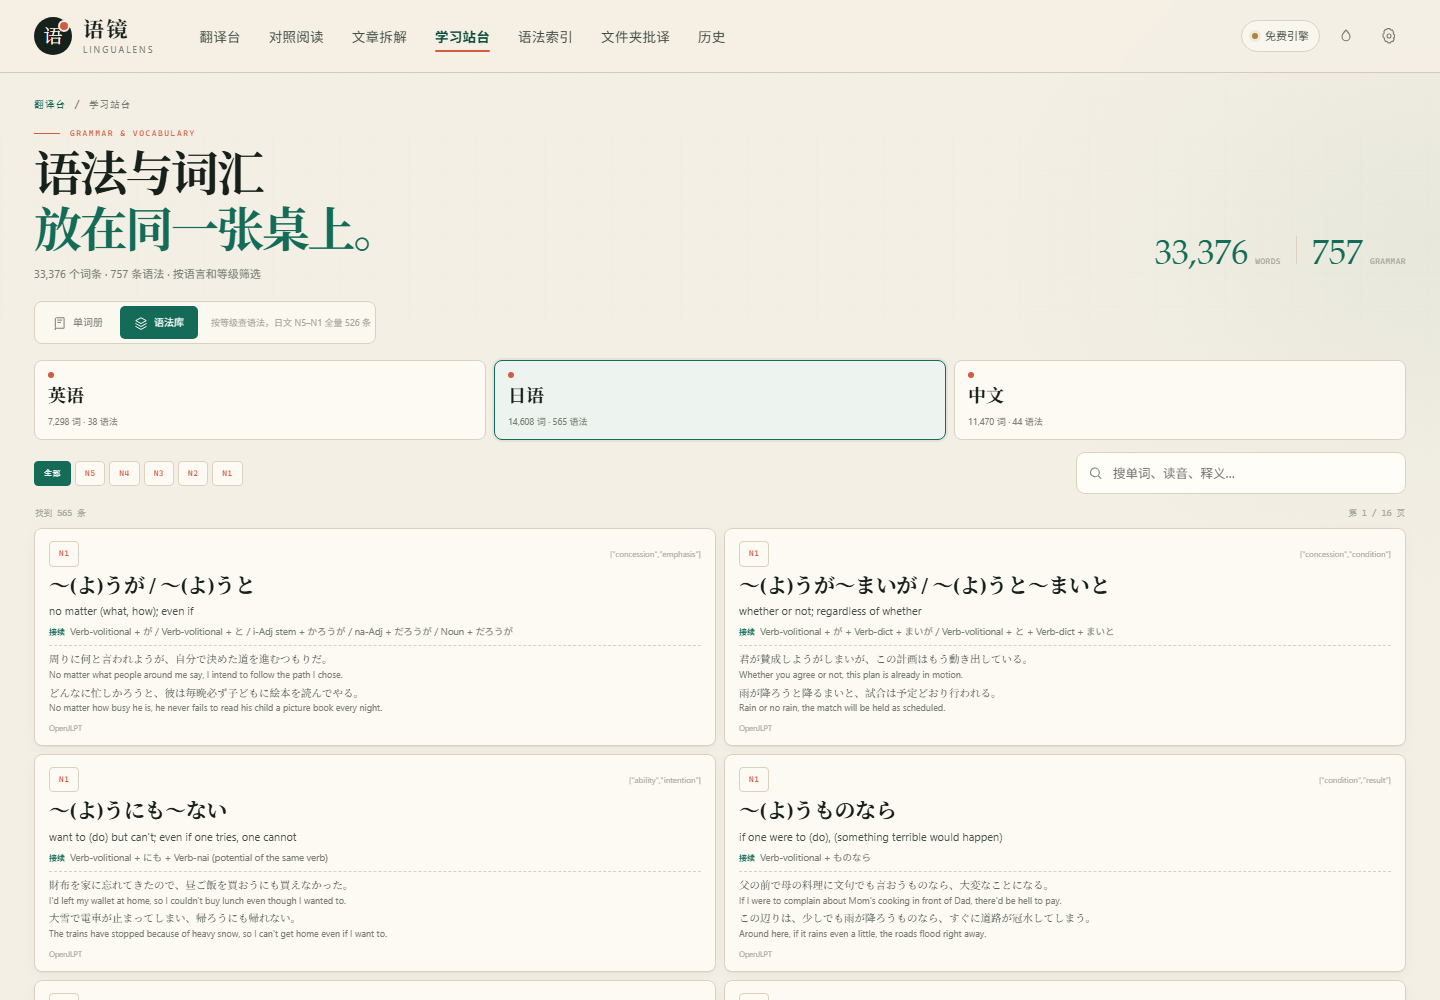 语 语镜
LINGUALENS
翻译台 对照阅读 文章拆解 学习站台 语法索引 文件夹批译 历史
免费引擎
翻译台 / 学习站台
GRAMMAR & VOCABULARY
语法与词汇
放在同一张桌上。
33,376 个词条 · 757 条语法 · 按语言和等级筛选
33,376 WORDS 757 GRAMMAR
单词册 语法库 按等级查语法，日文 N5–N1 全量 526 条
英语
7,298 词 · 38 语法
日语
14,608 词 · 565 语法
中文
11,470 词 · 44 语法
全部 N5 N4 N3 N2 N1
搜单词、读音、释义...
找到 565 条
第 1 / 16 页
N1 ["concession","emphasis"]
～(よ)うが / ～(よ)うと
no matter (what, how); even if
接续 Verb-volitional + が / Verb-volitional + と / i-Adj stem + かろうが / na-Adj + だろうが / Noun + だろうが
周りに何と言われようが、自分で決めた道を進むつもりだ。
No matter what people around me say, I intend to follow the path I chose.
どんなに忙しかろうと、彼は毎晩必ず子どもに絵本を読んでやる。
No matter how busy he is, he never fails to read his child a picture book every night.
OpenJLPT
N1 ["concession","condition"]
～(よ)うが～まいが / ～(よ)うと～まいと
whether or not; regardless of whether
接续 Verb-volitional + が + Verb-dict + まいが / Verb-volitional + と + Verb-dict + まいと
君が賛成しようがしまいが、この計画はもう動き出している。
Whether you agree or not, this plan is already in motion.
雨が降ろうと降るまいと、試合は予定どおり行われる。
Rain or no rain, the match will be held as scheduled.
OpenJLPT
N1 ["ability","intention"]
～(よ)うにも～ない
want to (do) but can't; even if one tries, one cannot
接续 Verb-volitional + にも + Verb-nai (potential of the same verb)
財布を家に忘れてきたので、昼ご飯を買おうにも買えなかった。
I'd left my wallet at home, so I couldn't buy lunch even though I wanted to.
大雪で電車が止まってしまい、帰ろうにも帰れない。
The trains have stopped because of heavy snow, so I can't get home even if I want to.
OpenJLPT
N1 ["condition","result"]
～(よ)うものなら
if one were to (do), (something terrible would happen)
接续 Verb-volitional + ものなら
父の前で母の料理に文句でも言おうものなら、大変なことになる。
If I were to complain about Mom's cooking in front of Dad, there'd be hell to pay.
この辺りは、少しでも雨が降ろうものなら、すぐに道路が冠水してしまう。
Around here, if it rains even a little, the roads flood right away.
OpenJLPT
N1
N1